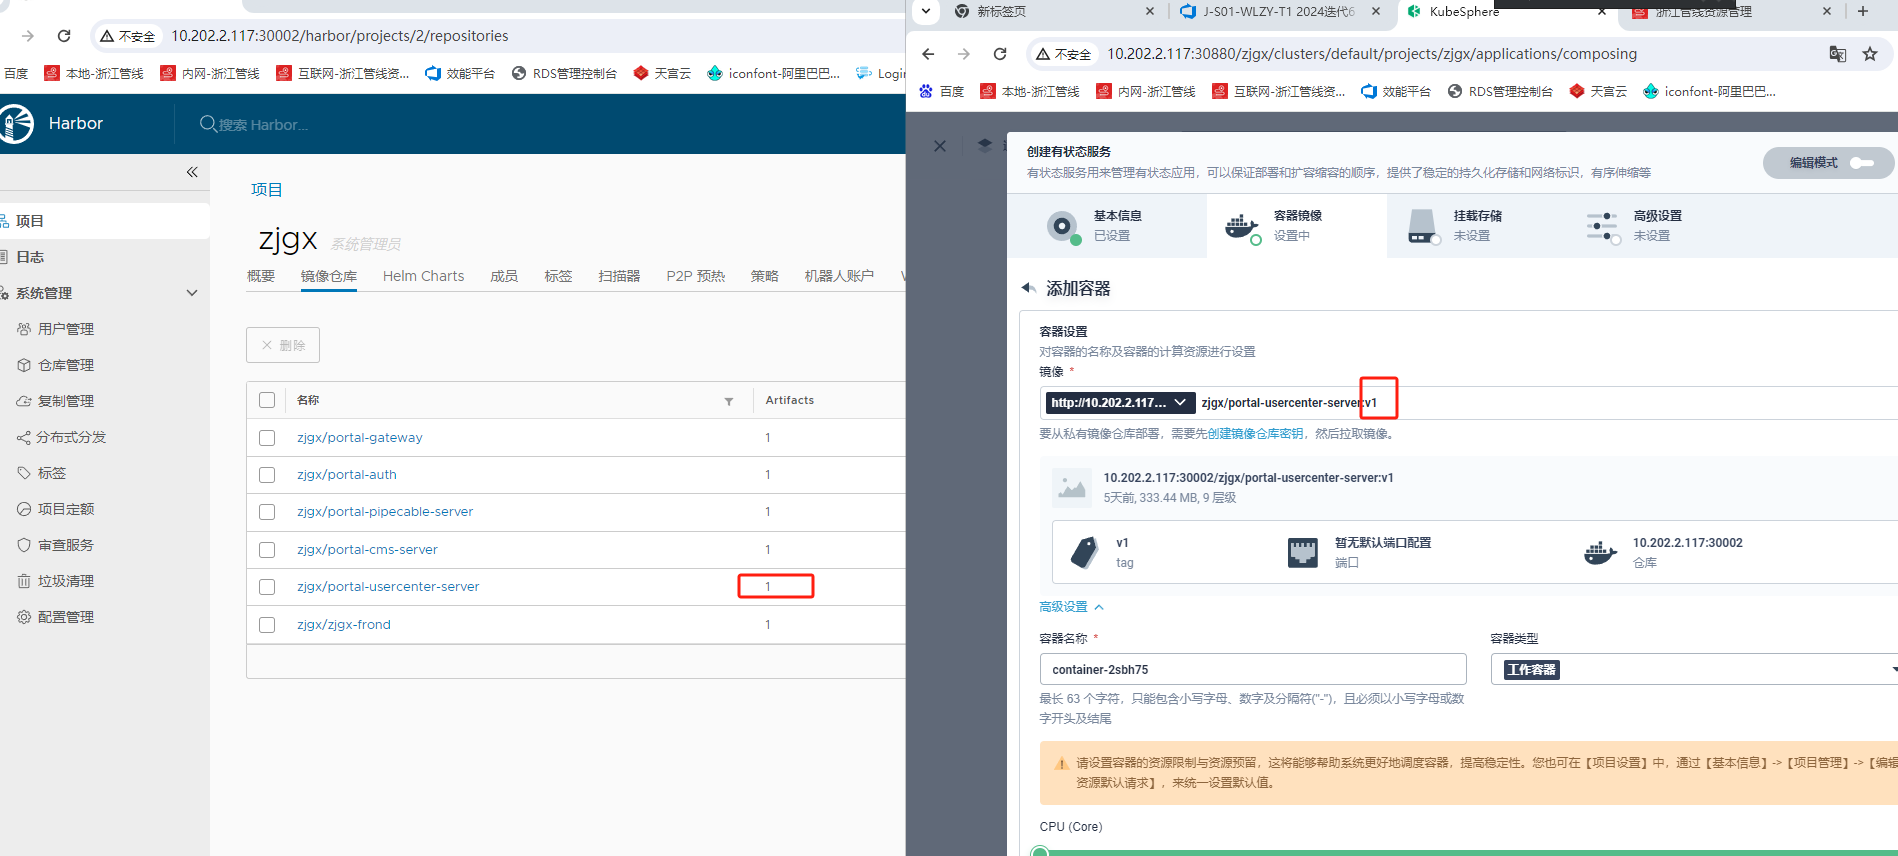 不安全 10.202.2.117:30002/harbor/projects/2/repositories
百度 本地-浙江管线 内网-浙江管线 互联网-浙江管线资... 效能平台 RDS管理控制台 天宫云 iconfont-阿里巴巴... Login
Harbor 搜索 Harbor...
项目
日志
系统管理
用户管理
仓库管理
复制管理
分布式分发
标签
项目定额
审查服务
垃圾清理
配置管理
项目
zjgx 系统管理员
概要 镜像仓库 Helm Charts 成员 标签 扫描器 P2P 预热 策略 机器人账户
× 删除
名称 Artifacts
zjgx/portal-gateway 1
zjgx/portal-auth 1
zjgx/portal-pipecable-server 1
zjgx/portal-cms-server 1
zjgx/portal-usercenter-server 1
zjgx/zjgx-frond 1
新标签页 J-S01-WLZY-T1 2024迭代6 KubeSphere 浙江管线资源管理
不安全 10.202.2.117:30880/zjgx/clusters/default/projects/zjgx/applications/composing
百度 本地-浙江管线 内网-浙江管线 互联网-浙江管线资... 效能平台 RDS管理控制台 天宫云 iconfont-阿里巴巴...
创建有状态服务
有状态服务用来管理有状态应用，可以保证部署和扩容缩容的顺序，提供了稳定的持久化存储和网络标识，有序伸缩等
编辑模式
基本信息 容器镜像 挂载存储 高级设置
已设置 设置中 未设置 未设置
添加容器
容器设置
对容器的名称及容器的计算资源进行设置
镜像 *
http://10.202.2.117... zjgx/portal-usercenter-server:v1
要从私有镜像仓库部署，需要先创建镜像仓库密钥，然后拉取镜像。
10.202.2.117:30002/zjgx/portal-usercenter-server:v1
5天前, 333.44 MB, 9 层级
v1 暂无默认端口配置 10.202.2.117:30002
tag 端口 仓库
高级设置
容器名称 * 容器类型
container-2sbh75 工作容器
最长 63 个字符，只能包含小写字母、数字及分隔符("-")，且必须以小写字母或数
字开头及结尾
请设置容器的资源限制与资源预留，这将能够帮助系统更好地调度容器，提高稳定性。您也可在【项目设置】中，通过【基本信息】->【项目管理】->【编辑
资源默认请求】，来统一设置默认值。
CPU (Core)